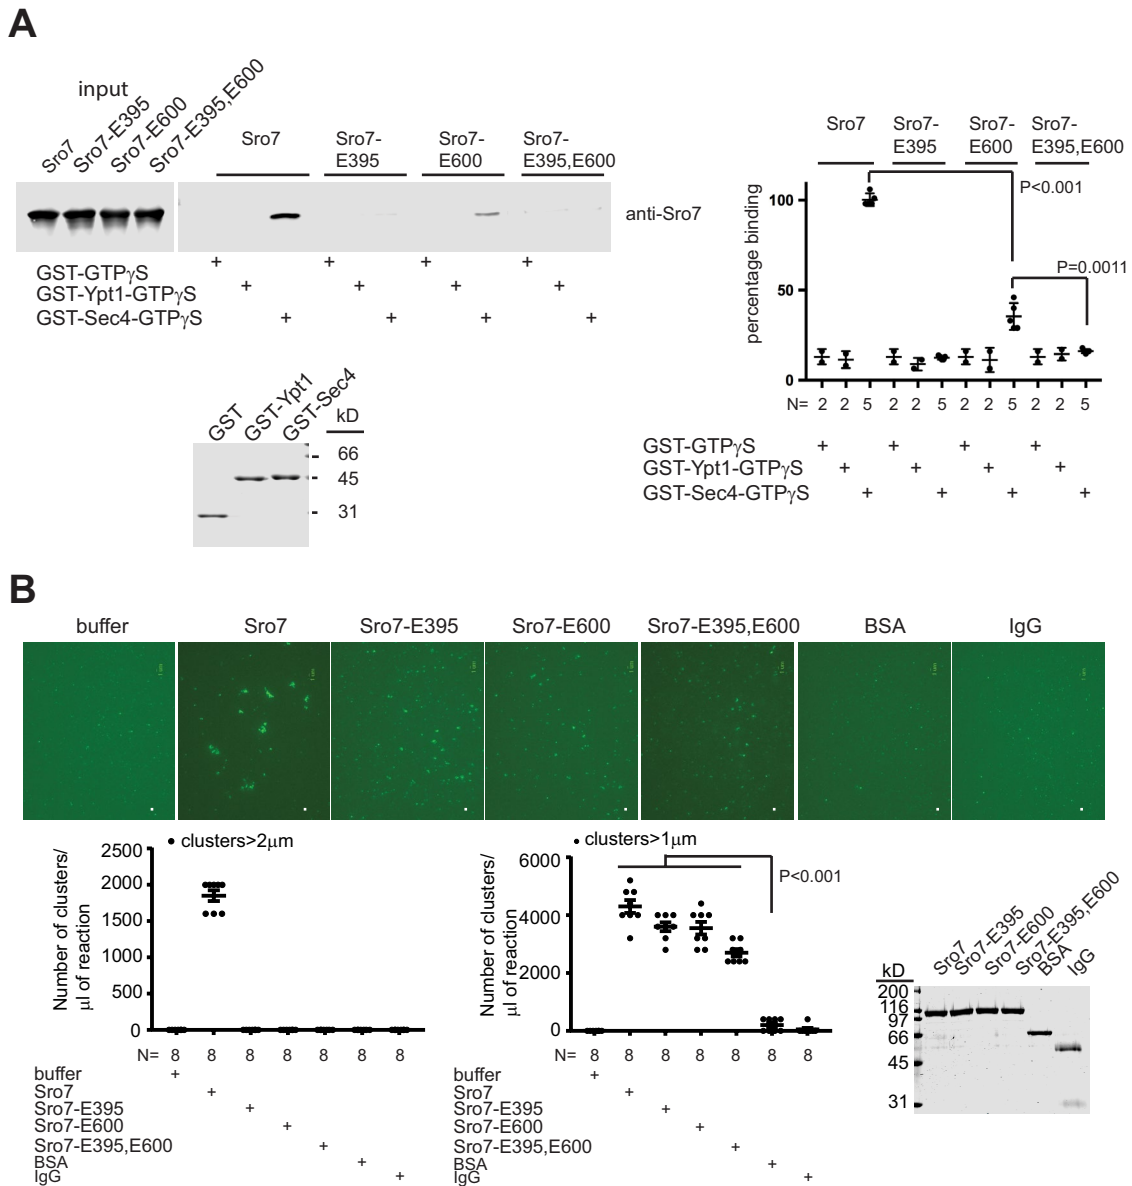 A
input
Sro7
Sro7-E395
Sro7-E600
Sro7-E395,E600
Sro7
Sro7-
E395
Sro7-
E600
Sro7-
E395,E600
anti-Sro7
GST-GTPγS + + + +
GST-Ypt1-GTPγS + + + +
GST-Sec4-GTPγS + + + +
GST
GST-Ypt1
GST-Sec4
kD
66
45
31
Sro7
Sro7-
E395
Sro7-
E600
Sro7-
E395,E600
P<0.001
P=0.0011
percentage binding
100
50
0
N= 2 2 5 2 2 5 2 2 5 2 2 5
GST-GTPγS + + + +
GST-Ypt1-GTPγS + + + +
GST-Sec4-GTPγS + + + +
B
buffer Sro7 Sro7-E395 Sro7-E600 Sro7-E395,E600 BSA IgG
clusters>2μm
Number of clusters/
μl of reaction
2500
2000
1500
1000
500
0
N= 8 8 8 8 8 8 8
buffer +
Sro7 +
Sro7-E395 +
Sro7-E600 +
Sro7-E395,E600 +
BSA +
IgG +
clusters>1μm
P<0.001
Number of clusters/
μl of reaction
6000
4000
2000
0
N= 8 8 8 8 8 8 8
buffer +
Sro7 +
Sro7-E395 +
Sro7-E600 +
Sro7-E395,E600 +
BSA +
IgG +
kD
Sro7
Sro7-E395
Sro7-E600
Sro7-E395,E600
BSA
IgG
200
116
97
66
45
31